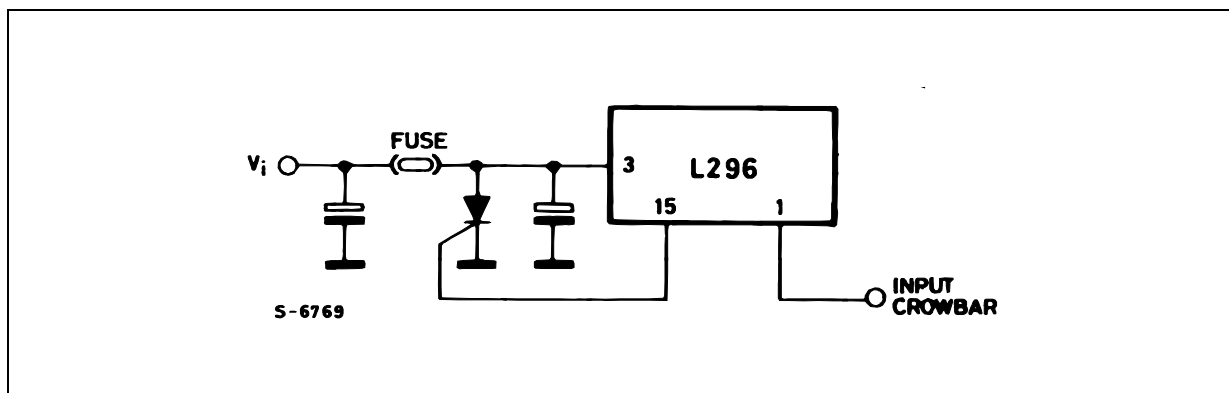 FUSE
Vi
3
L296
15
1
INPUT
CROWBAR
S-6769